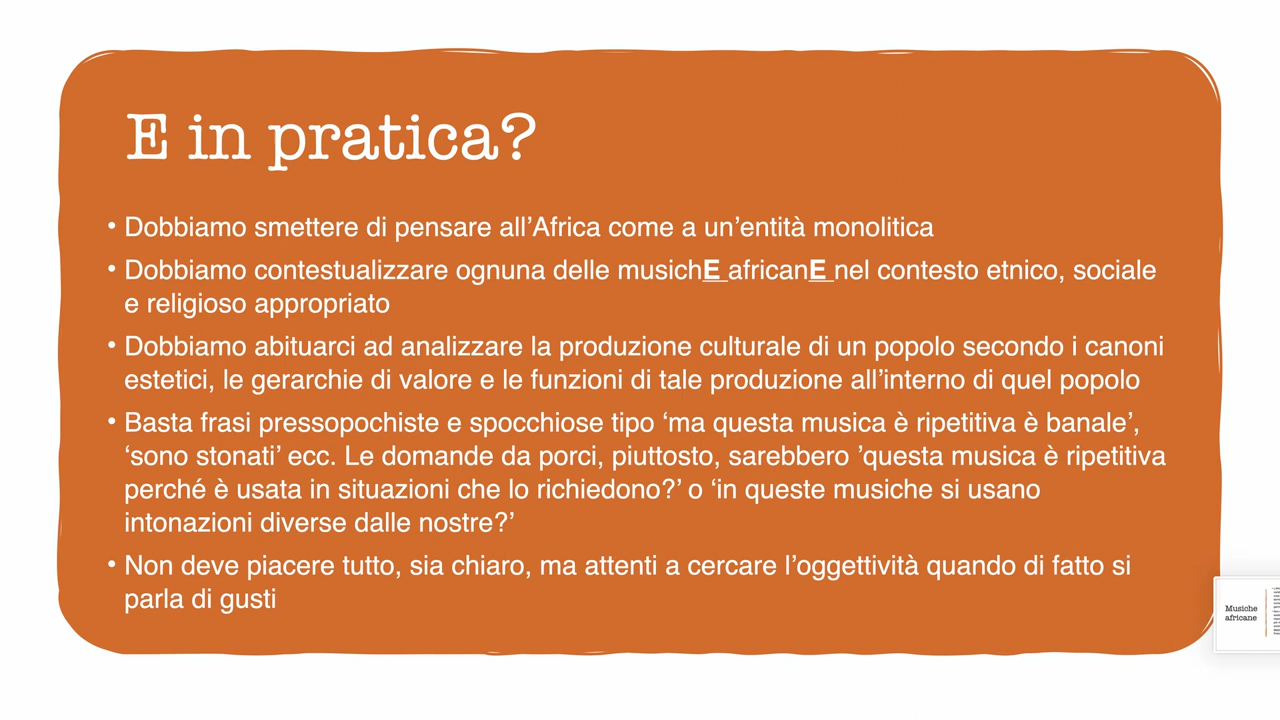 E in pratica?
• Dobbiamo smettere di pensare all’Africa come a un’entità monolitica
• Dobbiamo contestualizzare ognuna delle musichE africanE nel contesto etnico, sociale
e religioso appropriato
• Dobbiamo abituarci ad analizzare la produzione culturale di un popolo secondo i canoni
estetici, le gerarchie di valore e le funzioni di tale produzione all’interno di quel popolo
• Basta frasi pressopochiste e spocchiose tipo ‘ma questa musica è ripetitiva è banale’,
‘sono stonati’ ecc. Le domande da porci, piuttosto, sarebbero ’questa musica è ripetitiva
perché è usata in situazioni che lo richiedono?’ o ‘in queste musiche si usano
intonazioni diverse dalle nostre?’
• Non deve piacere tutto, sia chiaro, ma attenti a cercare l’oggettività quando di fatto si
parla di gusti
Musiche
africane